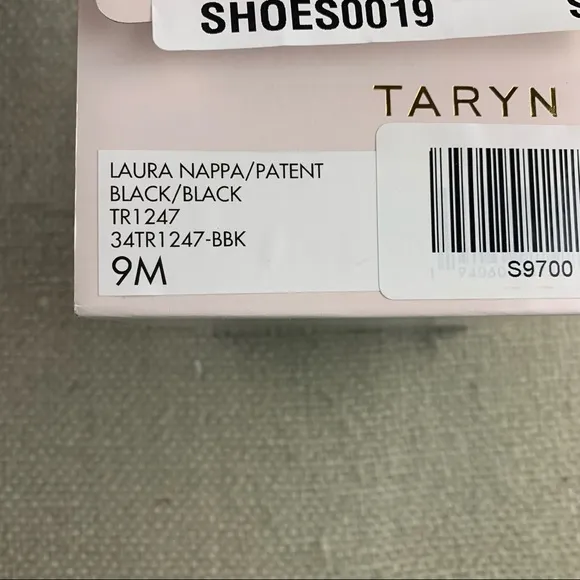 SHOES0019
TARYN
LAURA NAPPA/PATENT
BLACK/BLACK
TR1247
34TR1247-BBK
9M
S9700